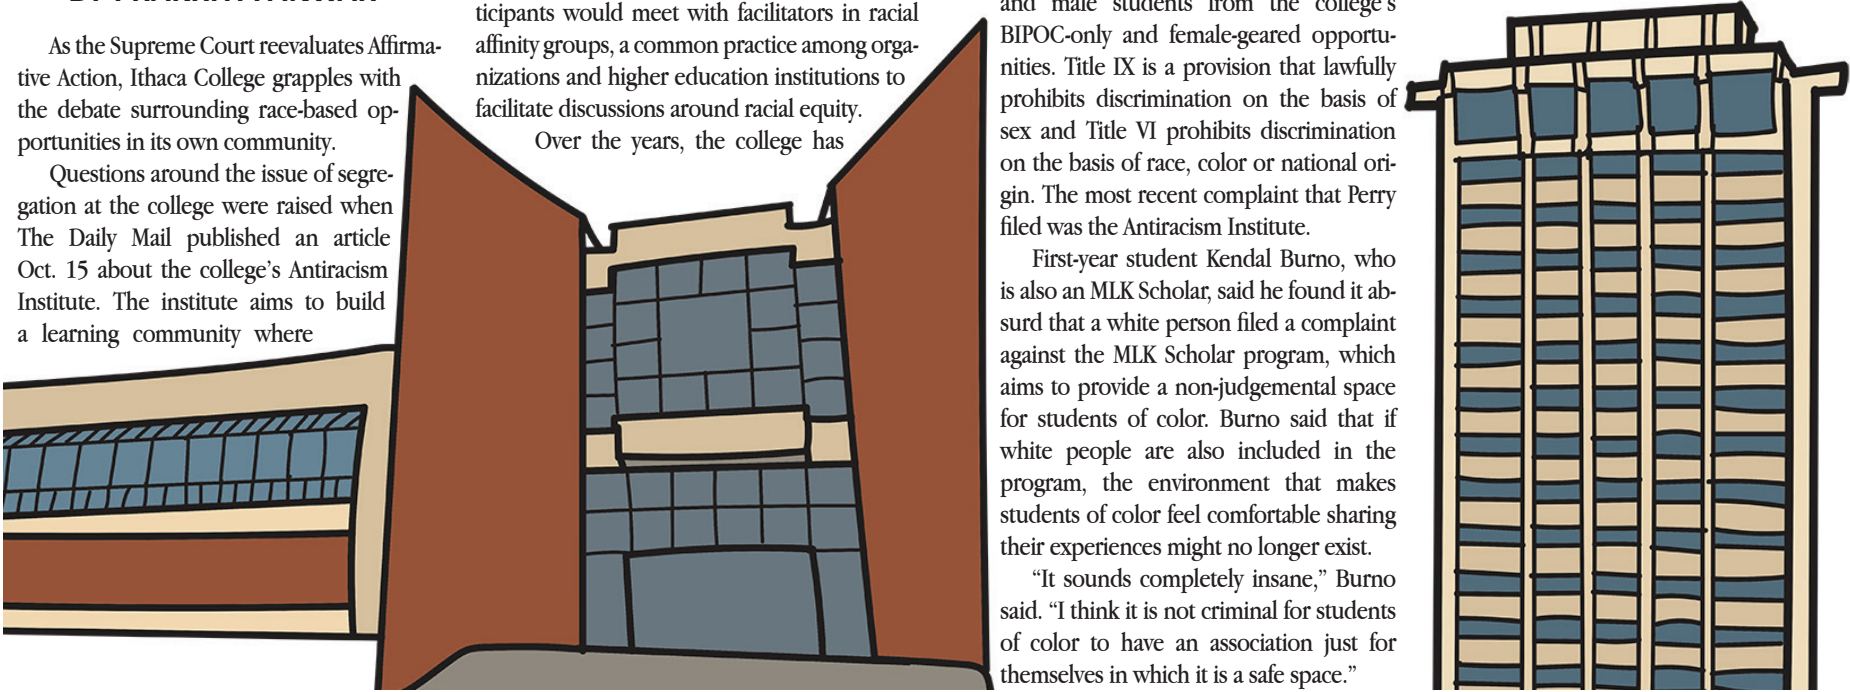 As the Supreme Court reevaluates Affirma-
tive Action, Ithaca College grapples with
the debate surrounding race-based op-
portunities in its own community.
Questions around the issue of segre-
gation at the college were raised when
The Daily Mail published an article
Oct. 15 about the college's Antiracism
Institute. The institute aims to build
a learning community where
ticipants would meet with facilitators in racial
affinity groups, a common practice among orga-
nizations and higher education institutions to
facilitate discussions around racial equity.
Over the years, the college has
and male students from the college's
BIPOC-only and female-geared opportu-
nities. Title IX is a provision that lawfully
prohibits discrimination on the basis of
sex and Title VI prohibits discrimination
on the basis of race, color or national ori-
gin. The most recent complaint that Perry
filed was the Antiracism Institute.
First-year student Kendal Burno, who
is also an MLK Scholar, said he found it ab-
surd that a white person filed a complaint
against the MLK Scholar program, which
aims to provide a non-judgemental space
for students of color. Burno said that if
white people are also included in the
program, the environment that makes
students of color feel comfortable sharing
their experiences might no longer exist.
“It sounds completely insane,” Burno
said. “I think it is not criminal for students
of color to have an association just for
themselves in which it is a safe space.”